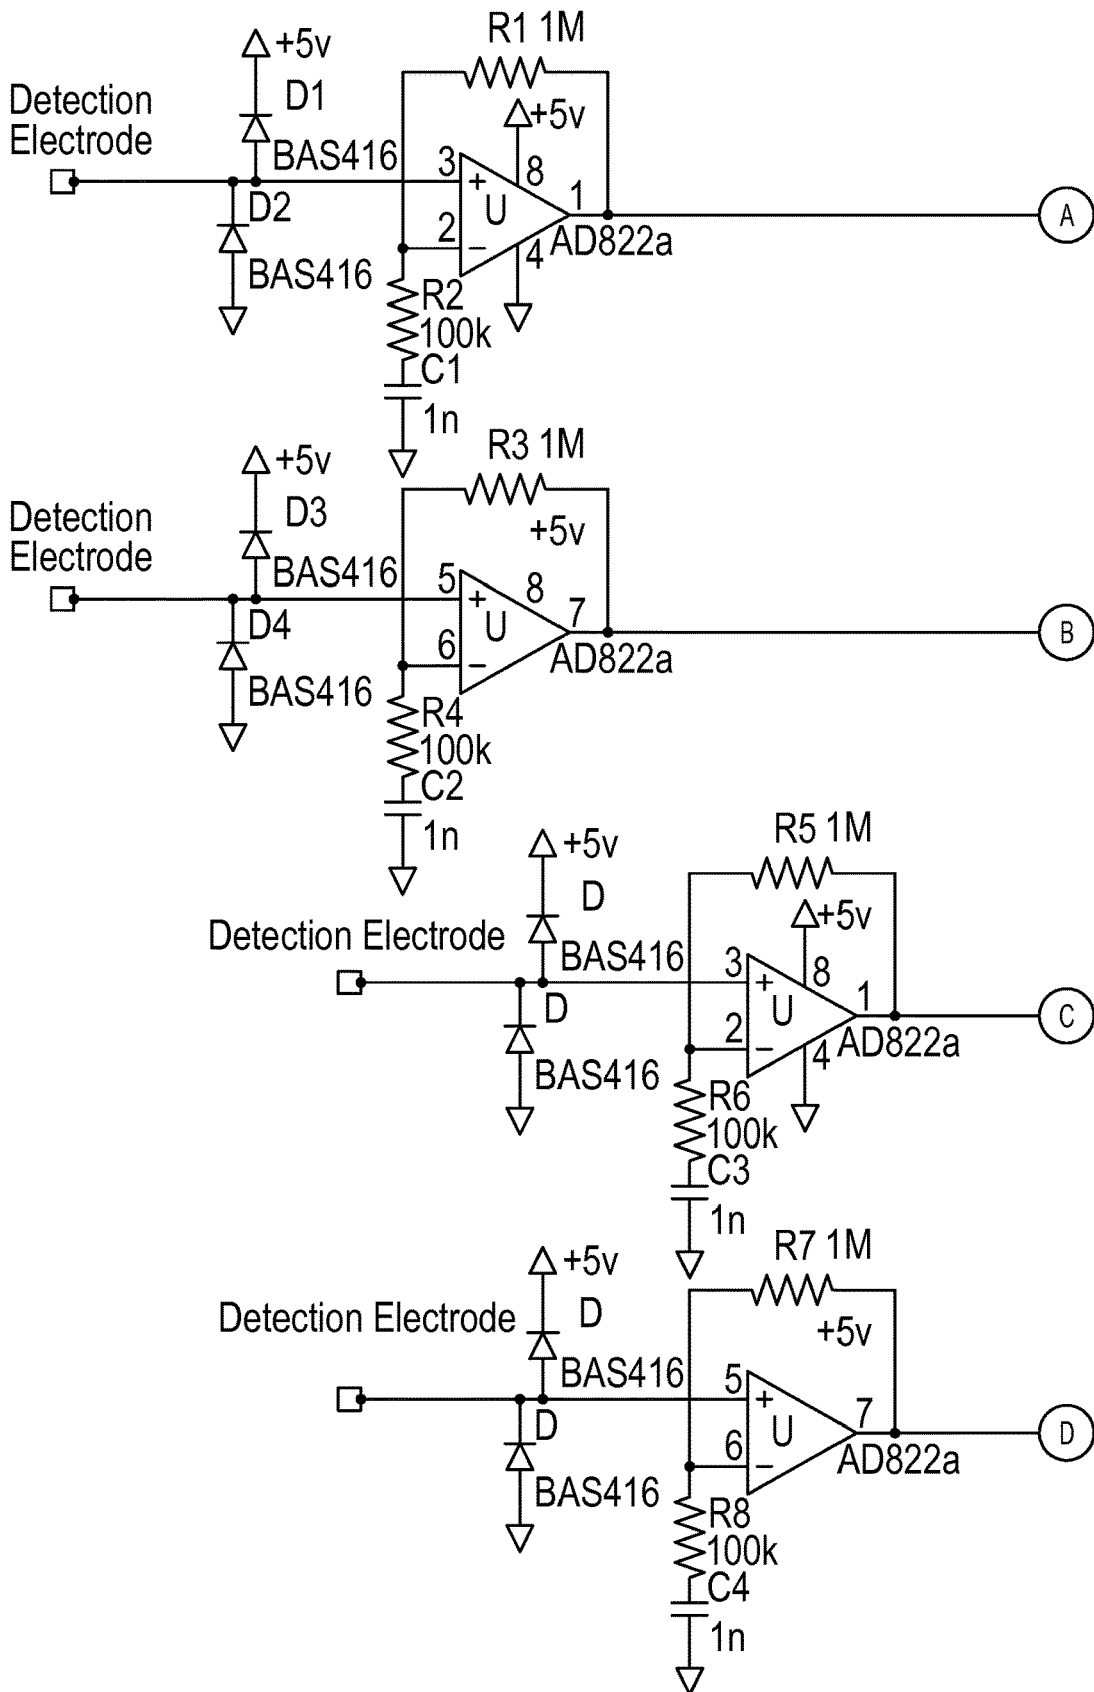 R1 1M
+5v
D1
Detection
Electrode
+5v
BAS416
3
+
8
1
A
D2
U
2
−
4
AD822a
BAS416
R2
100k
C1
1n
R3 1M
+5v
D3
Detection
Electrode
+5v
BAS416
5
+
8
7
B
D4
U
6
−
AD822a
BAS416
R4
100k
C2
1n
R5 1M
+5v
D
+5v
Detection Electrode
BAS416
3
+
8
1
C
D
U
2
−
4
AD822a
BAS416
R6
100k
C3
1n
R7 1M
+5v
D
Detection Electrode
+5v
BAS416
5
+
7
D
D
U
6
−
AD822a
BAS416
R8
100k
C4
1n